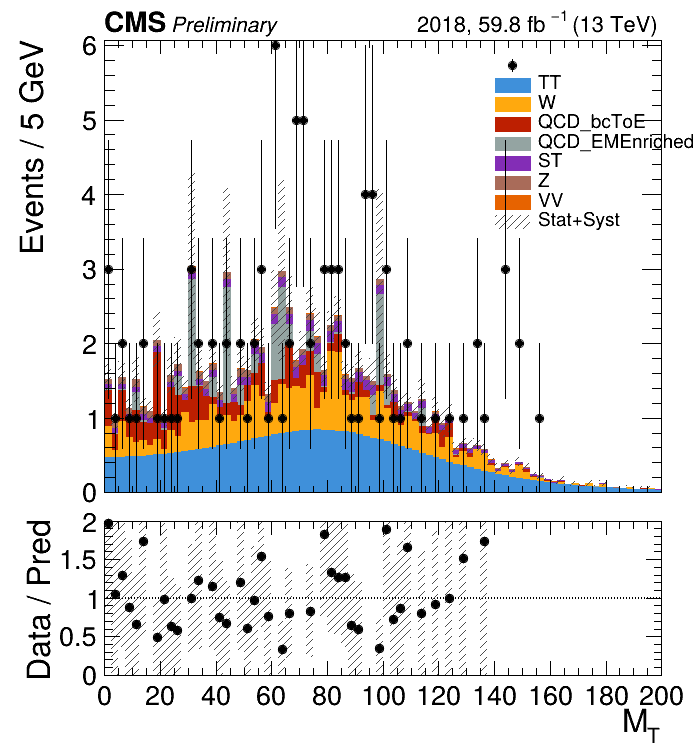 CMS Preliminary 2018, 59.8 fb⁻¹ (13 TeV)
Events / 5 GeV
6
5
4
3
2
1
0
TT
W
QCD_bcToE
QCD_EMEnriched
ST
Z
VV
Stat+Syst
Data / Pred
2
1.5
1
0.5
0
0 20 40 60 80 100 120 140 160 180 200
M_T